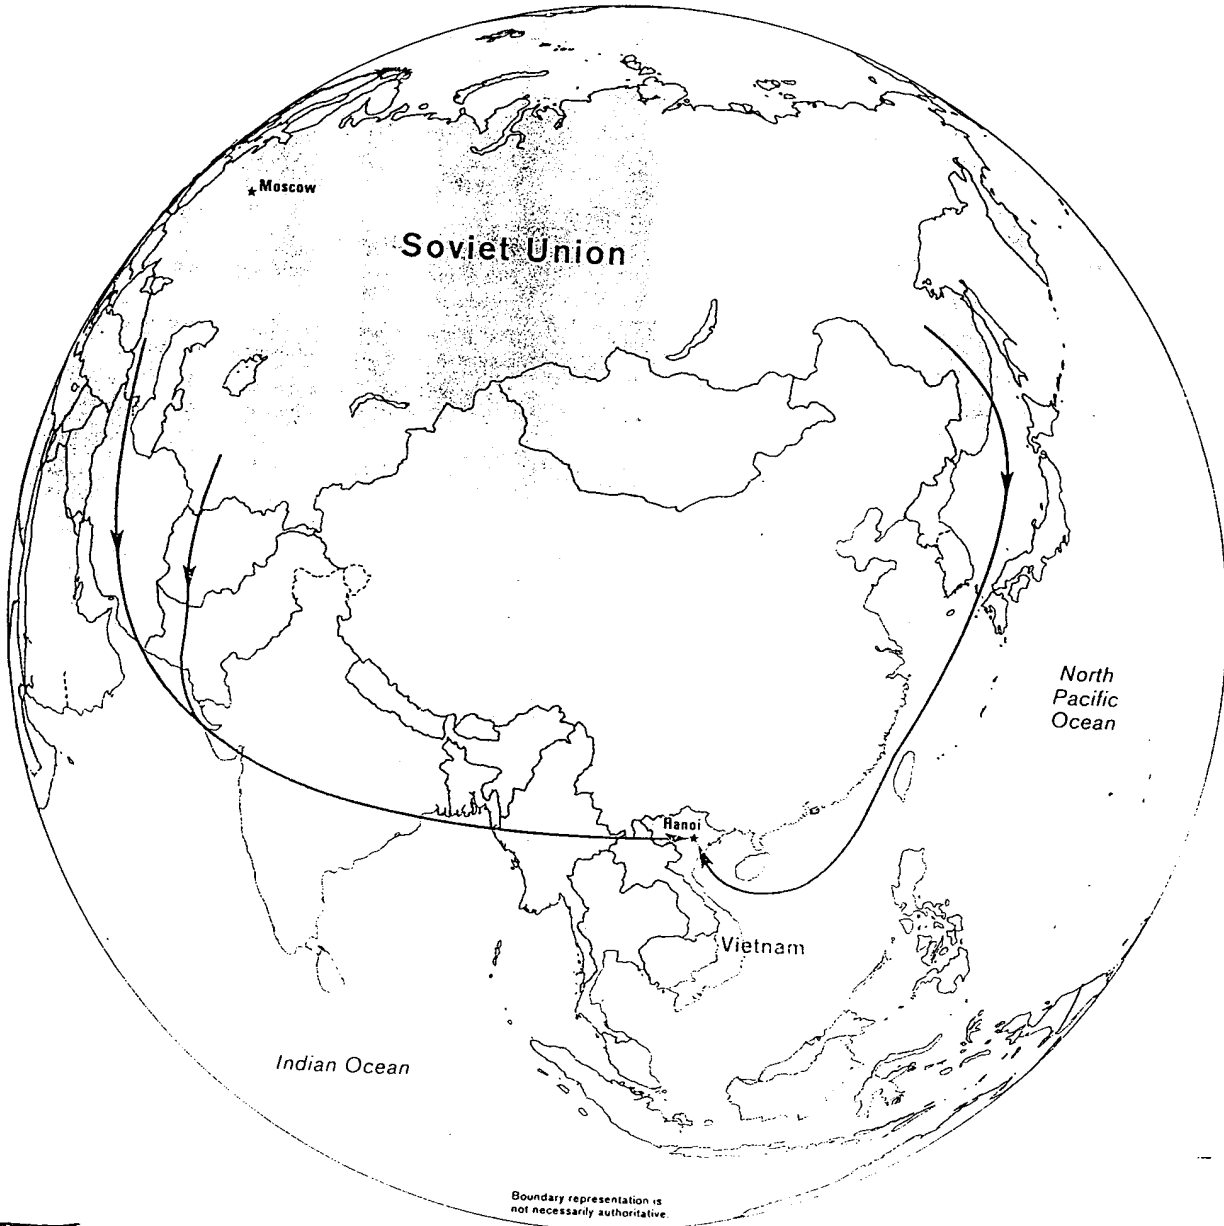 Moscow
Soviet Union
North
Pacific
Ocean
Hanoi
Vietnam
Indian Ocean
Boundary representation is
not necessarily authoritative.